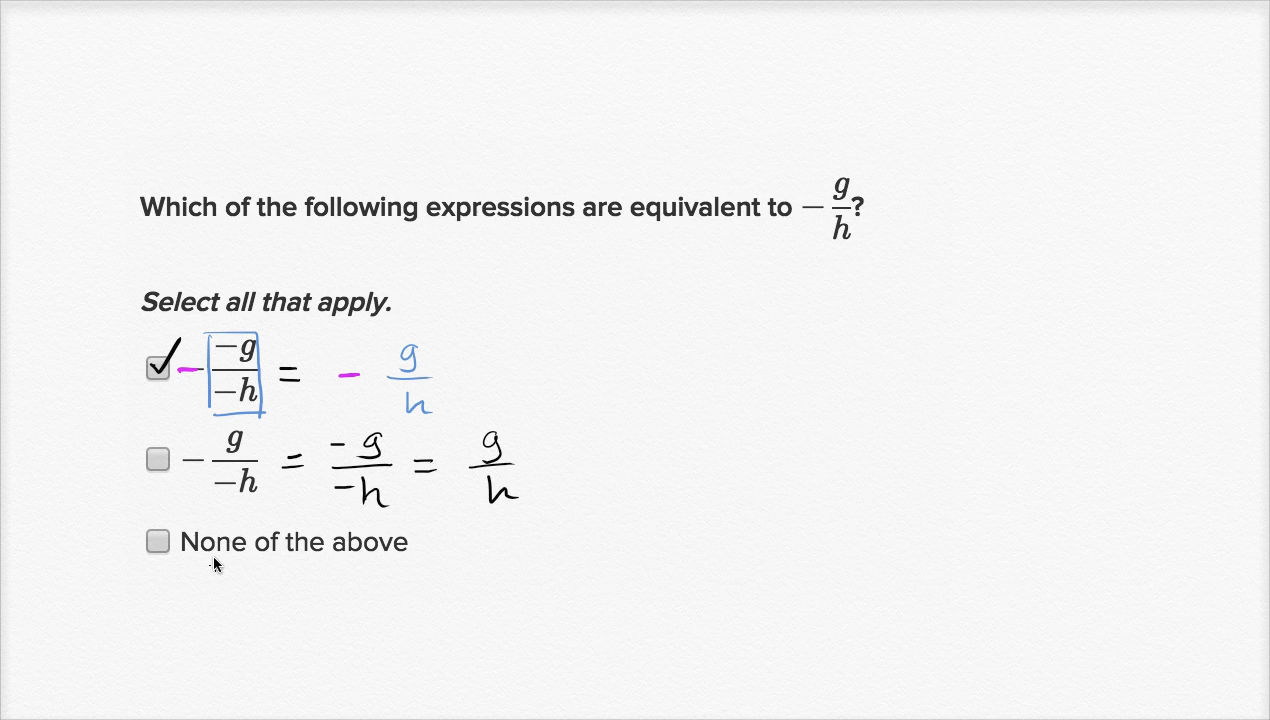 Which of the following expressions are equivalent to −g/h?
Select all that apply.
− −g/−h = − g/h
− g/−h = −g/−h = g/h
None of the above